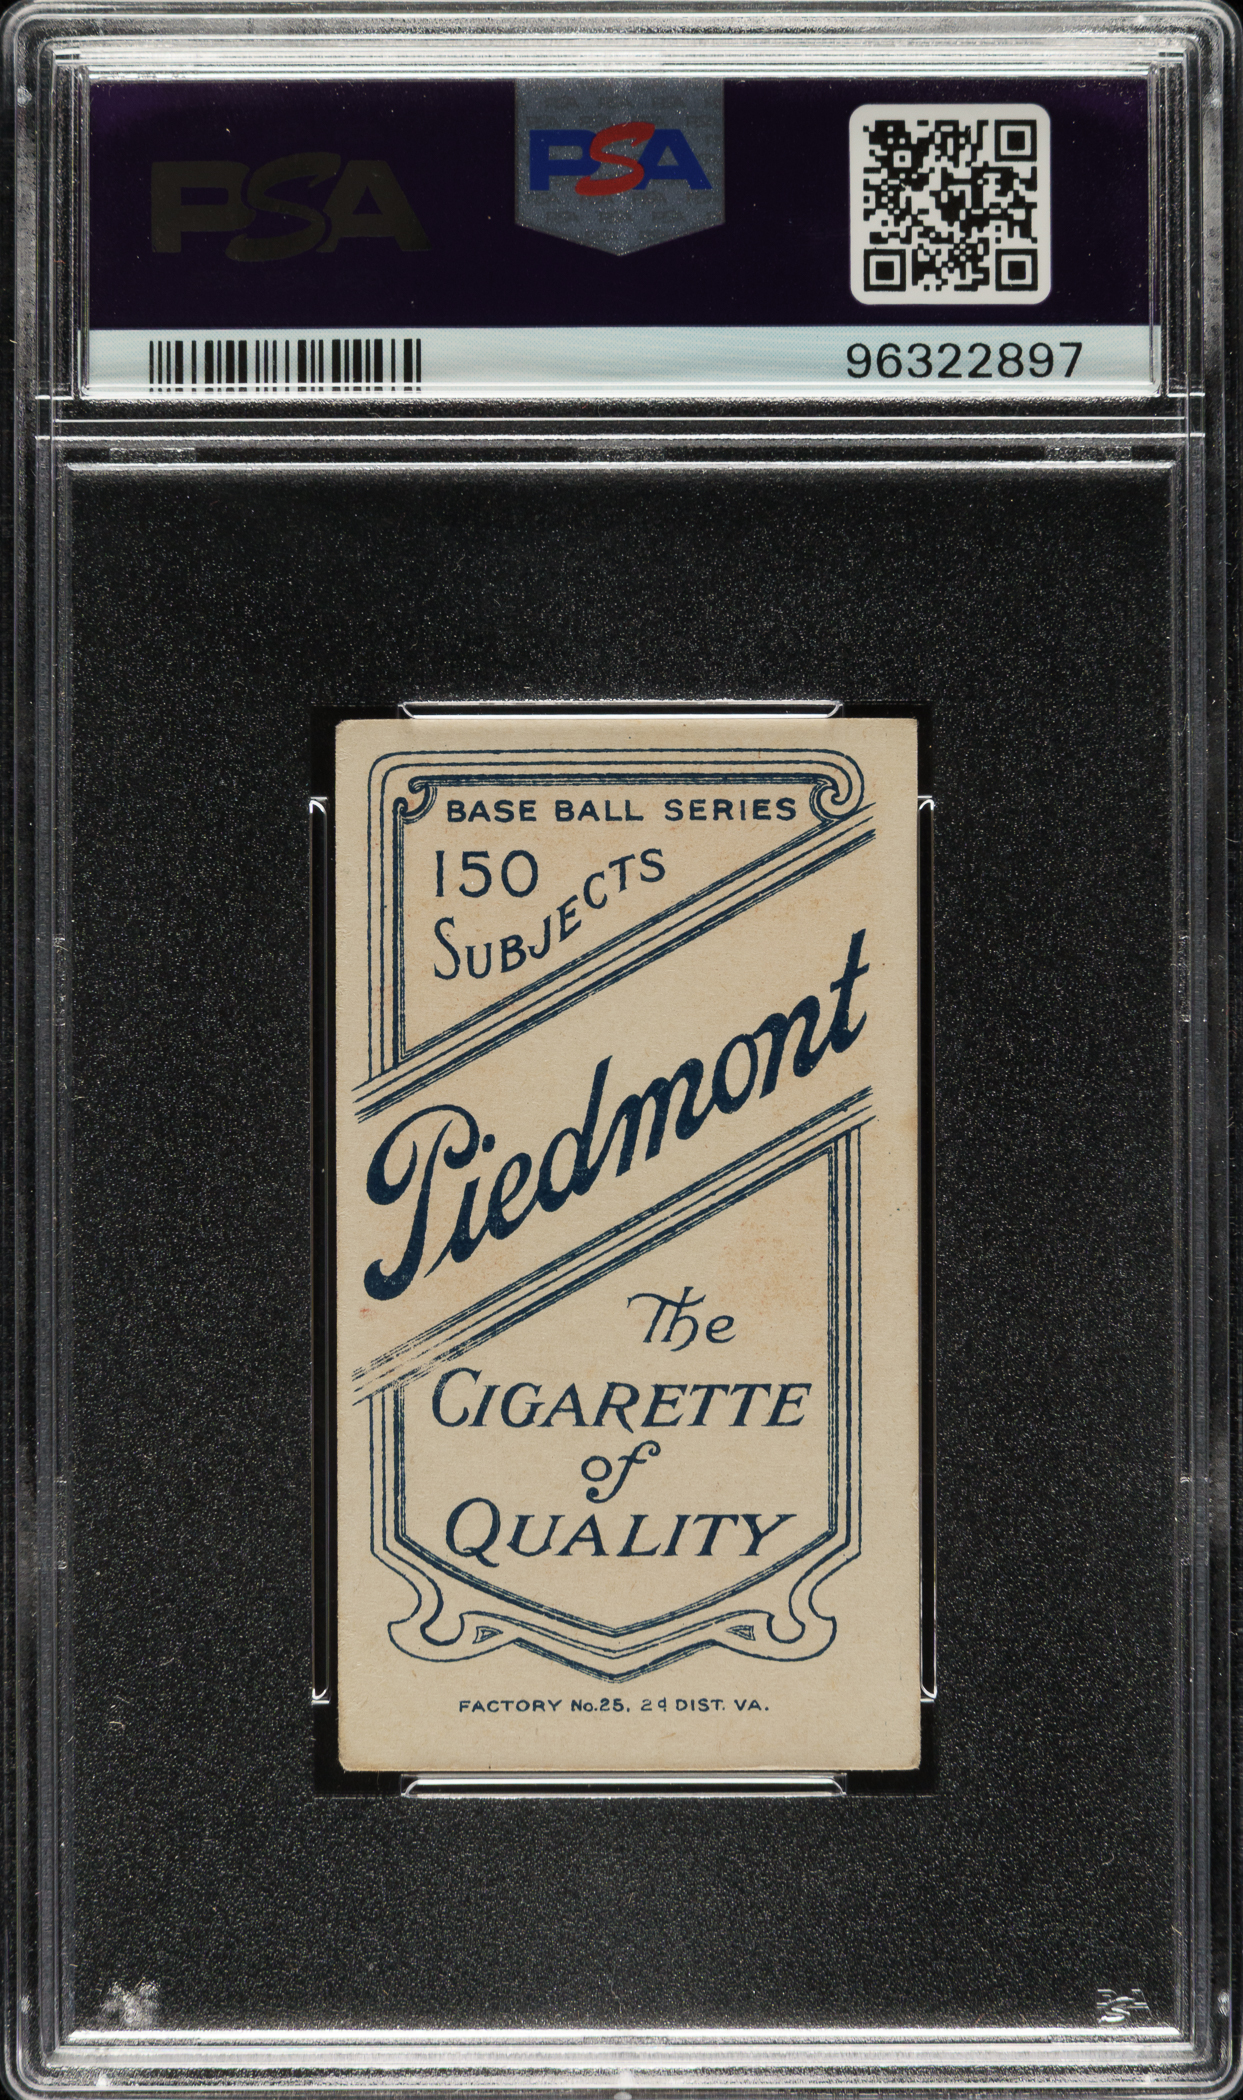 PSA
PSA
96322897
BASE BALL SERIES
150
SUBJECTS
Piedmont
The
CIGARETTE
of
QUALITY
FACTORY No.25, 2d DIST. VA.
PSA